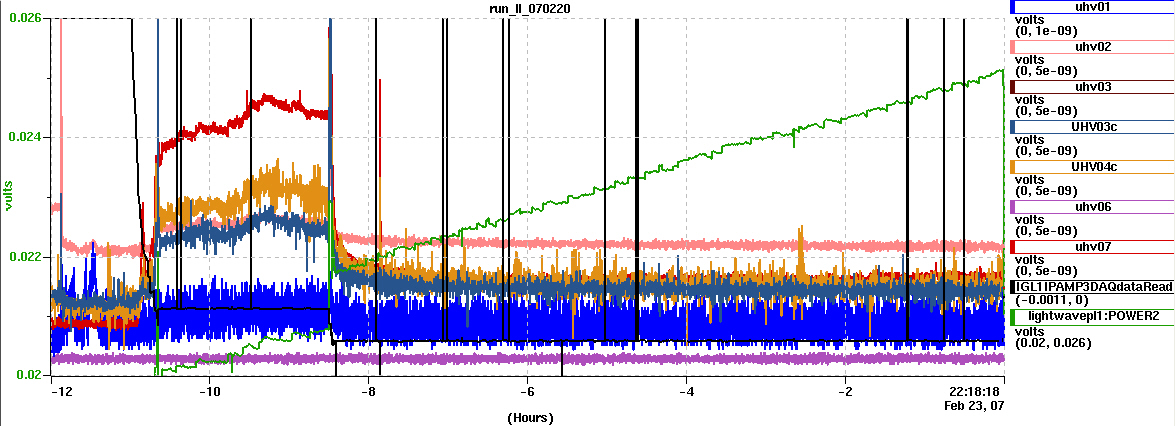 run_II_070220
0.026
0.024
0.022
0.02
volts
-12
-10
-8
-6
-4
-2
22:18:18
Feb 23, 07
(Hours)
uhv01
volts
(0, 1e-09)
uhv02
volts
(0, 5e-09)
uhv03
volts
(0, 5e-09)
UHV03c
volts
(0, 5e-09)
UHV04c
volts
(0, 5e-09)
uhv06
volts
(0, 5e-09)
uhv07
volts
(0, 5e-09)
IGL1IPAMP3DAQdataRead
(-0.0011, 0)
lightwavepl1:POWER2
volts
(0.02, 0.026)